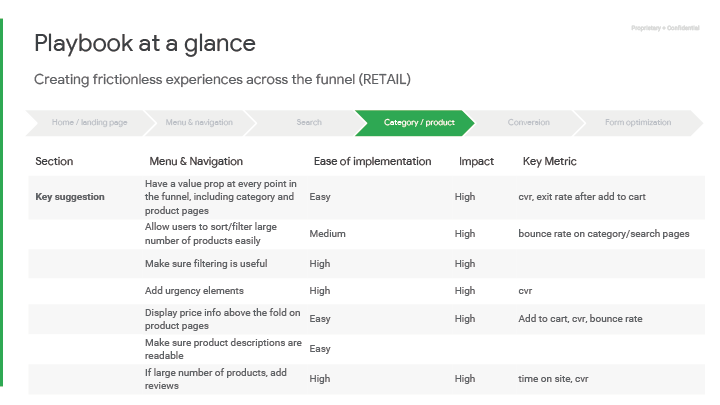 Proprietary + Confidential
Playbook at a glance
Creating frictionless experiences across the funnel (RETAIL)
Home / landing page Menu & navigation Search Category / product Conversion Form optimization
Section Menu & Navigation Ease of implementation Impact Key Metric
Have a value prop at every point in
Key suggestion the funnel, including category and Easy High cvr, exit rate after add to cart
product pages
Allow users to sort/filter large
number of products easily Medium High bounce rate on category/search pages
Make sure filtering is useful High High
Add urgency elements High High cvr
Display price info above the fold on
product pages Easy High Add to cart, cvr, bounce rate
Make sure product descriptions are
readable Easy
If large number of products, add
reviews High High time on site, cvr